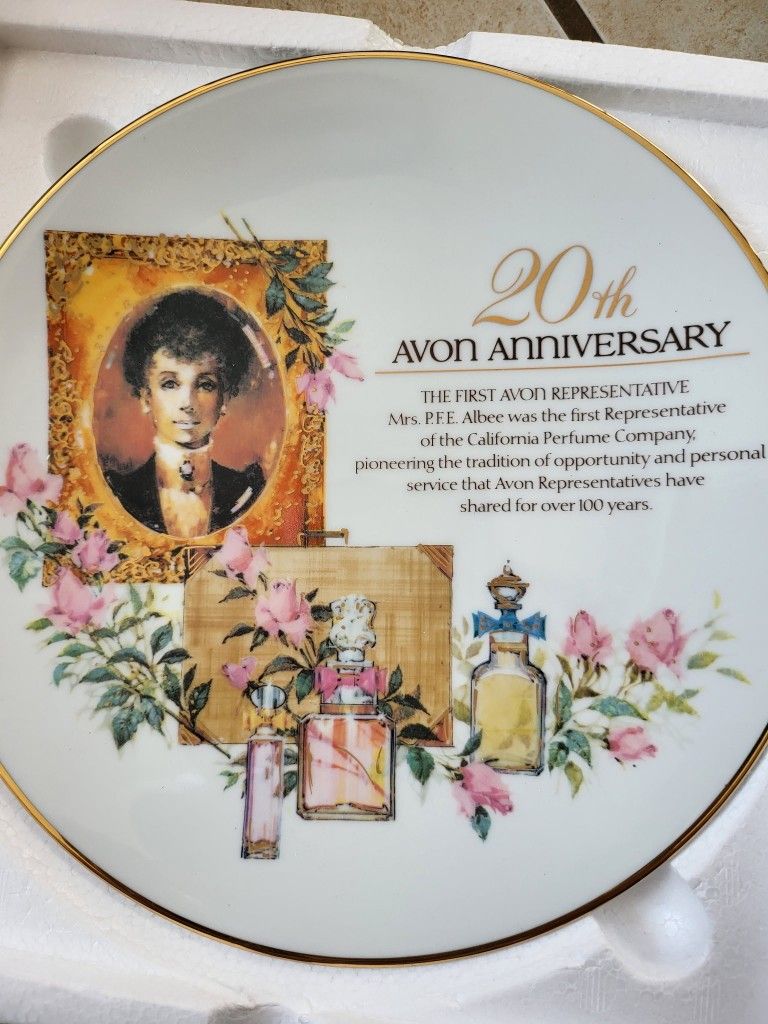 20th
AVON ANNIVERSARY
THE FIRST AVON REPRESENTATIVE
Mrs. P.F.E. Albee was the first Representative
of the California Perfume Company,
pioneering the tradition of opportunity and personal
service that Avon Representatives have
shared for over 100 years.